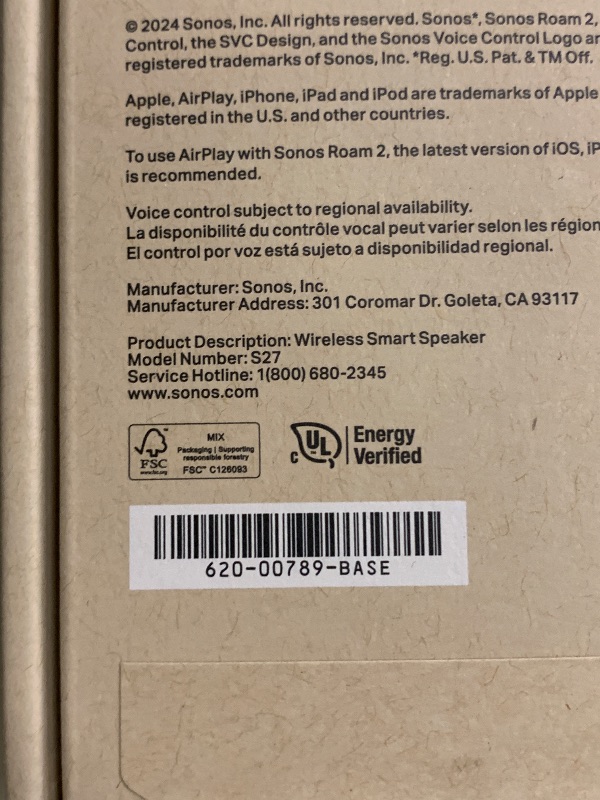 © 2024 Sonos, Inc. All rights reserved. Sonos*, Sonos Roam 2,
Control, the SVC Design, and the Sonos Voice Control Logo
registered trademarks of Sonos, Inc. *Reg. U.S. Pat. & TM Off.
Apple, AirPlay, iPhone, iPad and iPod are trademarks of Apple
registered in the U.S. and other countries.
To use AirPlay with Sonos Roam 2, the latest version of iOS,
is recommended.
Voice control subject to regional availability.
La disponibilité du contrôle vocal peut varier selon les
El control por voz está sujeto a disponibilidad regional.
Manufacturer: Sonos, Inc.
Manufacturer Address: 301 Coromar Dr. Goleta, CA 93117
Product Description: Wireless Smart Speaker
Model Number: S27
Service Hotline: 1(800) 680-2345
www.sonos.com
FSC
www.fsc.org
MIX
Packaging | Supporting
responsible forestry
FSC™ C126093
c UL
Energy
Verified
620-00789-BASE